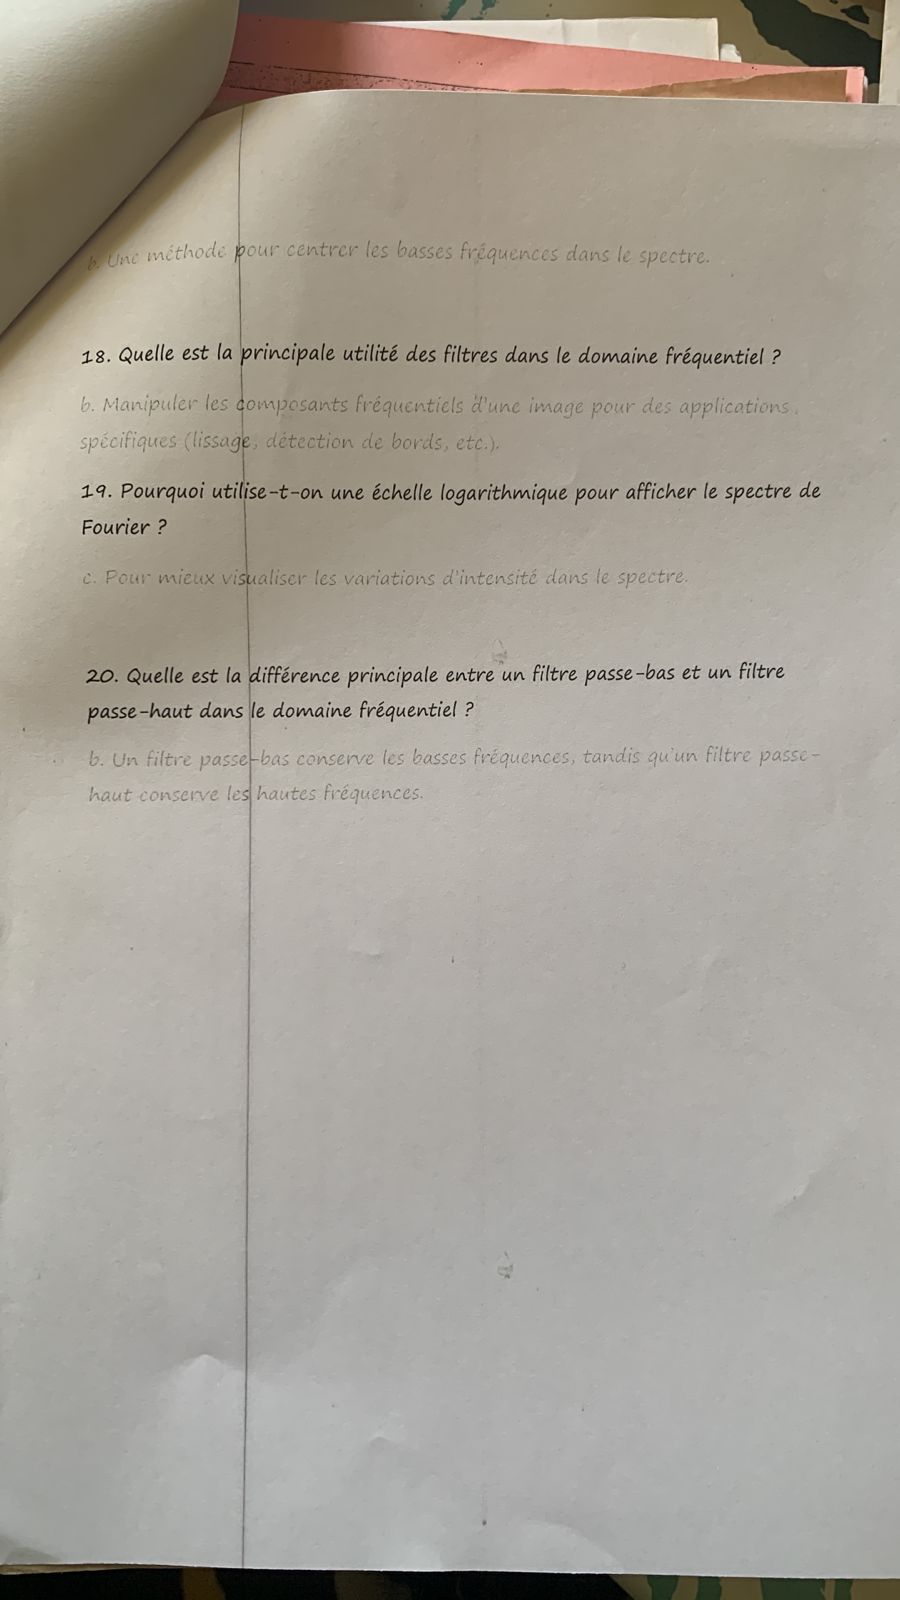 b. Une méthode pour centrer les basses fréquences dans le spectre.
18. Quelle est la principale utilité des filtres dans le domaine fréquentiel ?
b. Manipuler les composants fréquentiels d'une image pour des applications
spécifiques (lissage, détection de bords, etc.).
19. Pourquoi utilise-t-on une échelle logarithmique pour afficher le spectre de
Fourier ?
c. Pour mieux visualiser les variations d'intensité dans le spectre.
20. Quelle est la différence principale entre un filtre passe-bas et un filtre
passe-haut dans le domaine fréquentiel ?
b. Un filtre passe-bas conserve les basses fréquences, tandis qu'un filtre passe-
haut conserve les hautes fréquences.